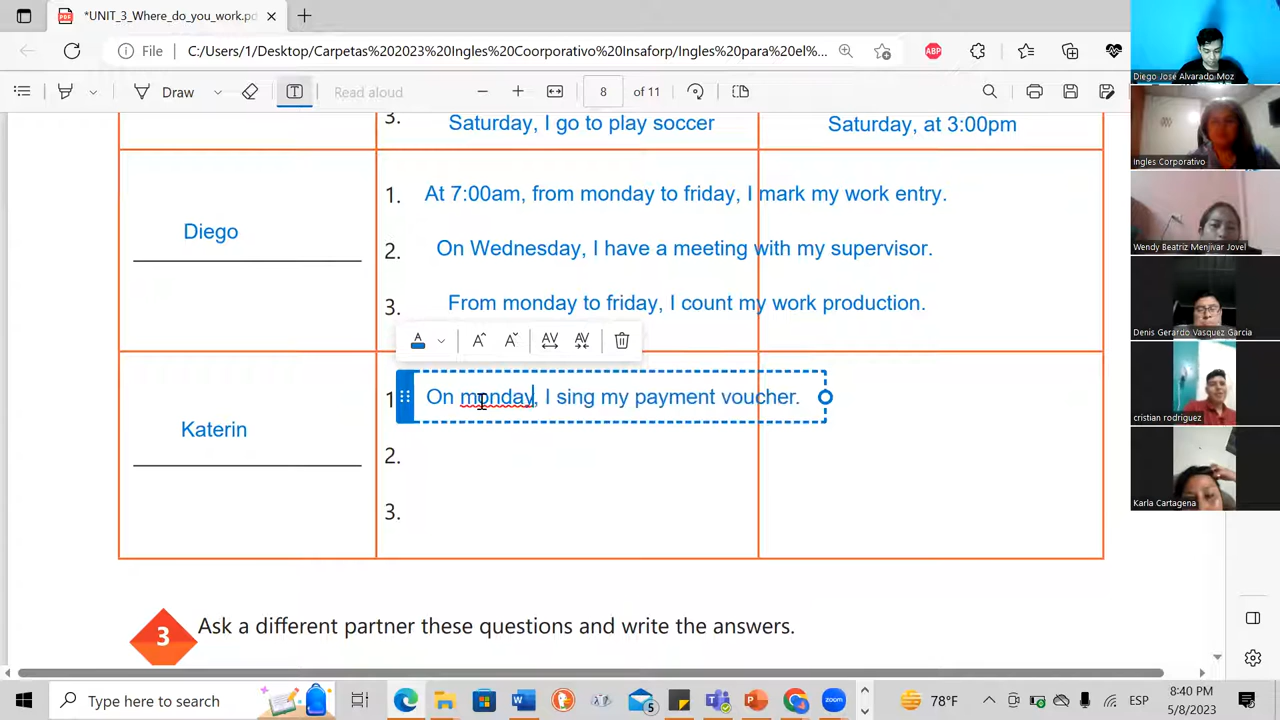 *UNIT_3_Where_do_you_work.pd
File
C:/Users/1/Desktop/Carpetas%202023%20Ingles%20Coorporativo%20Insaforp/Ingles%20para%20el%...
ABP
Draw
Read aloud
8
of 11
3.
Saturday, I go to play soccer
Saturday, at 3:00pm
Diego
1.
At 7:00am, from monday to friday, I mark my work entry.
2.
On Wednesday, I have a meeting with my supervisor.
3.
From monday to friday, I count my work production.
Katerin
1
On monday, I sing my payment voucher.
2.
3.
3
Ask a different partner these questions and write the answers.
Diego José Alvarado Moz
Ingles Corporativo
Wendy Beatriz Menjivar Jovel
Denis Gerardo Vasquez Garcia
cristian rodriguez
Karla Cartagena
Type here to search
5
zoom
78°F
ESP
8:40 PM
5/8/2023